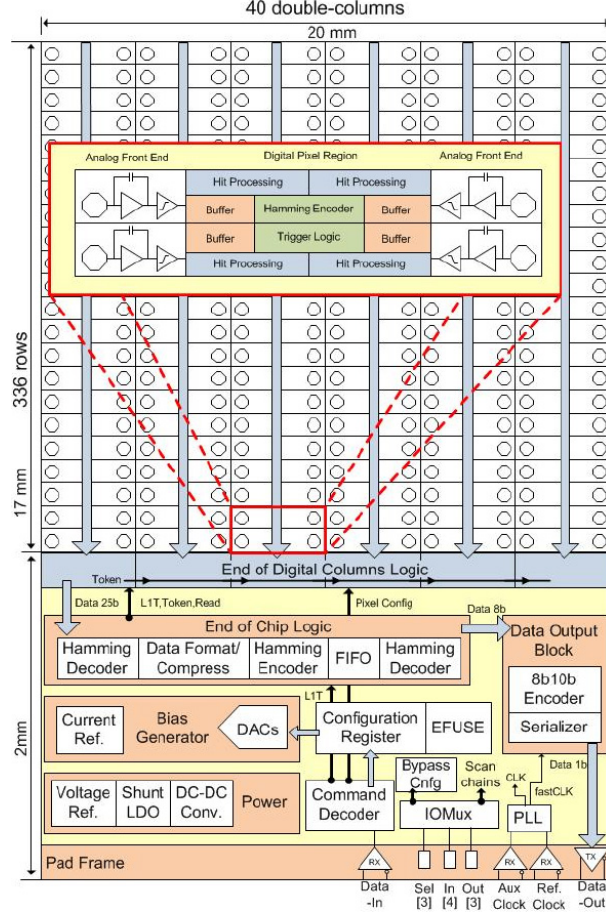 40 double-columns
20 mm
336 rows
17 mm
Analog Front End
Digital Pixel Region
Analog Front End
Hit Processing
Hit Processing
Buffer
Hamming Encoder
Buffer
Buffer
Trigger Logic
Buffer
Hit Processing
Hit Processing
2mm
End of Digital Columns Logic
Token
Data 25b
L1T,Token,Read
Pixel Config
Data 8b
End of Chip Logic
Hamming
Decoder
Data Format/
Compress
Hamming
Encoder
FIFO
Hamming
Decoder
Data Output
Block
8b10b
Encoder
Serializer
L1T
Current
Ref.
Bias
Generator
DACs
Configuration
Register
EFUSE
Bypass
Cnfg
Scan
chains
CLK
Data 1b
fastCLK
Voltage
Ref.
Shunt
LDO
DC-DC
Conv.
Power
Command
Decoder
IOMux
PLL
Pad Frame
RX
RX
RX
TX
Data
-In
Sel
[3]
In
[4]
Out
[3]
Aux
Clock
Ref.
Clock
Data
-Out